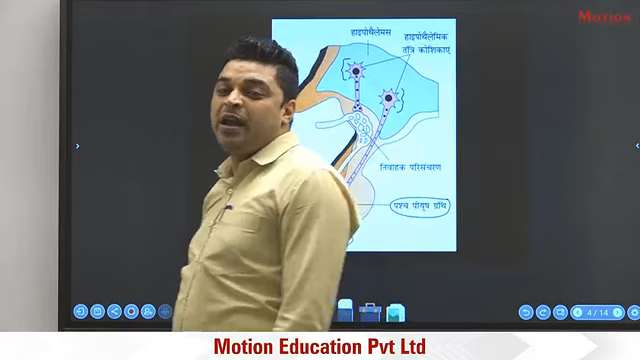 MOTION
हाइपोथैलेमस
हाइपोथैलेमिक
तंत्रि कोशिकाएं
निवाहक परिसंचरण
पश्च पीयूष ग्रंथि
4 / 14
Motion Education Pvt Ltd